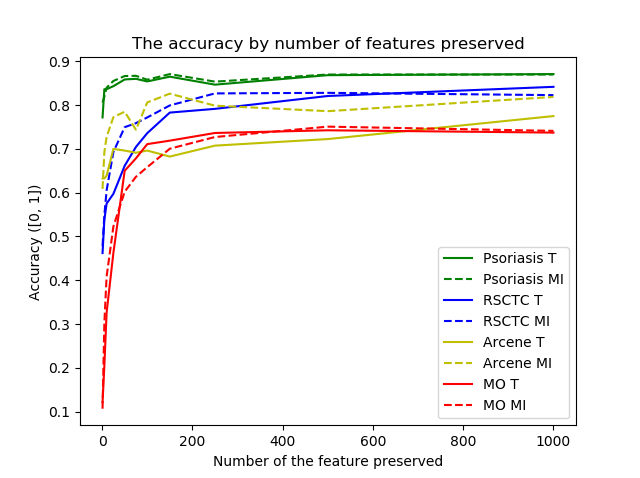 The accuracy by number of features preserved
Accuracy ([0, 1])
0.9
0.8
0.7
0.6
0.5
0.4
0.3
0.2
0.1
Psoriasis T
Psoriasis MI
RSCTC T
RSCTC MI
Arcene T
Arcene MI
MO T
MO MI
0 200 400 600 800 1000
Number of the feature preserved